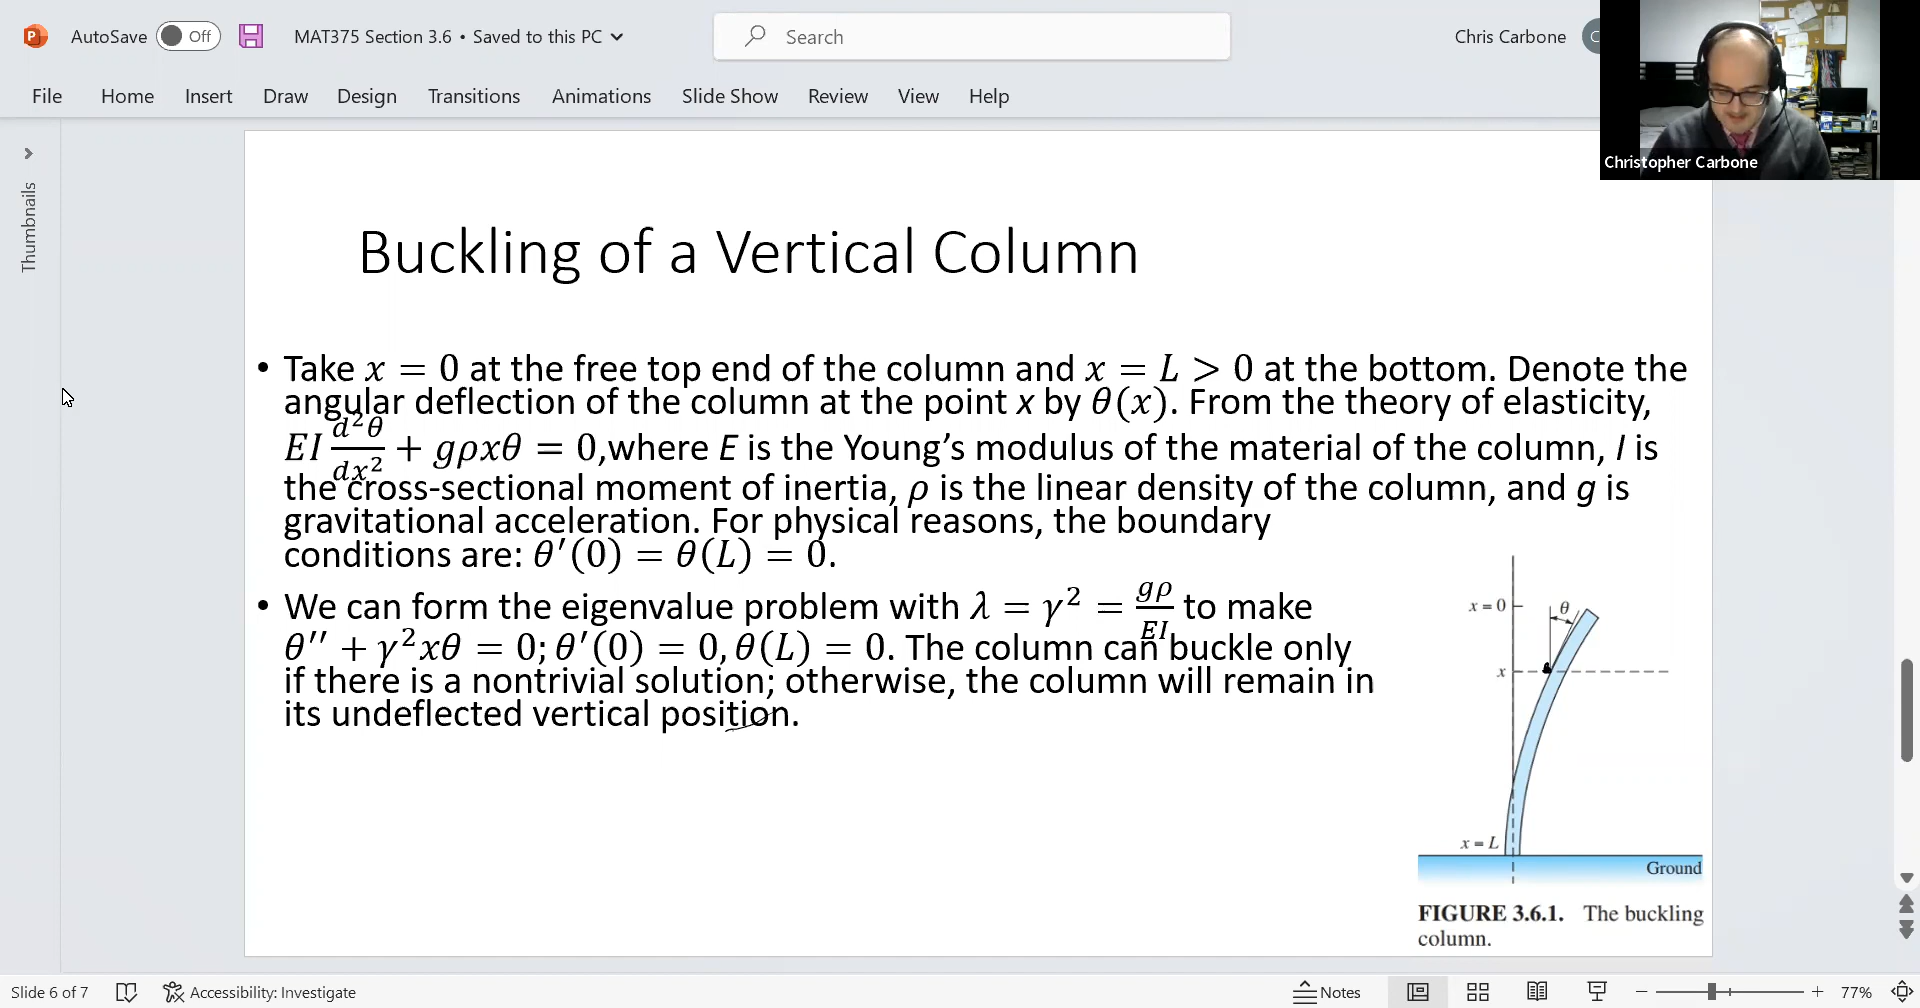 AutoSave Off MAT375 Section 3.6 • Saved to this PC Search Chris Carbone
File Home Insert Draw Design Transitions Animations Slide Show Review View Help
Christopher Carbone
Thumbnails
Buckling of a Vertical Column
• Take x = 0 at the free top end of the column and x = L > 0 at the bottom. Denote the
angular deflection of the column at the point x by θ(x). From the theory of elasticity,
EI d²θ/dx² + gρxθ = 0,where E is the Young’s modulus of the material of the column, I is
the cross-sectional moment of inertia, ρ is the linear density of the column, and g is
gravitational acceleration. For physical reasons, the boundary
conditions are: θ′(0) = θ(L) = 0.
• We can form the eigenvalue problem with λ = γ² = gρ/EI to make
θ′′ + γ²xθ = 0; θ′(0) = 0, θ(L) = 0. The column can buckle only
if there is a nontrivial solution; otherwise, the column will remain in
its undeflected vertical position.
x = 0
θ
x
x = L
Ground
FIGURE 3.6.1. The buckling
column.
Slide 6 of 7 Accessibility: Investigate Notes 77%